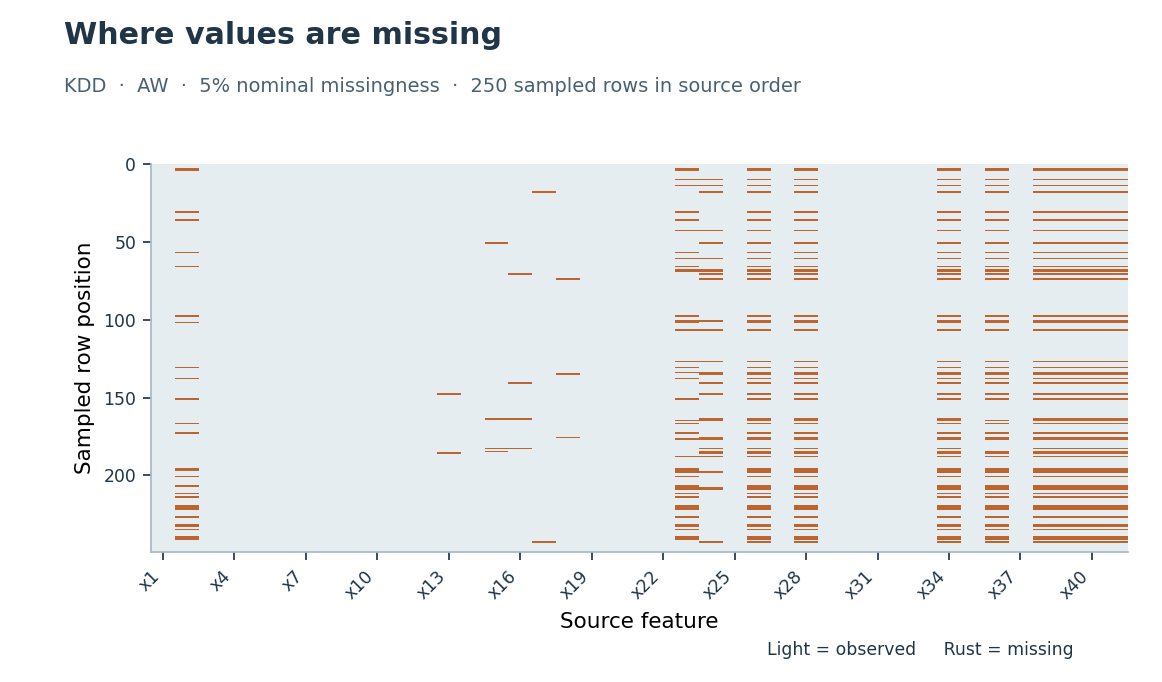 Where values are missing
KDD · AW · 5% nominal missingness · 250 sampled rows in source order
0
50
100
150
200
Sampled row position
x1 x4 x7 x10 x13 x16 x19 x22 x25 x28 x31 x34 x37 x40
Source feature
Light = observed Rust = missing